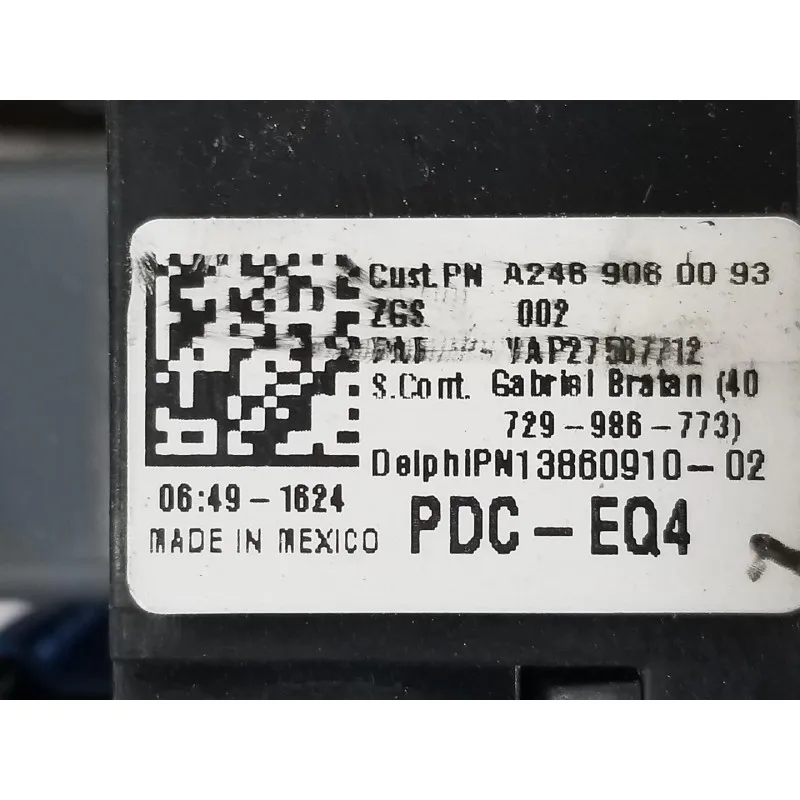 Cust.PN A246 906 00 93
ZGS 002
VAP27567712
S.Cont. Gabriel Bratan (40
729-986-773)
DelphiPN13860910-02
06:49-1624
MADE IN MEXICO
PDC-EQ4